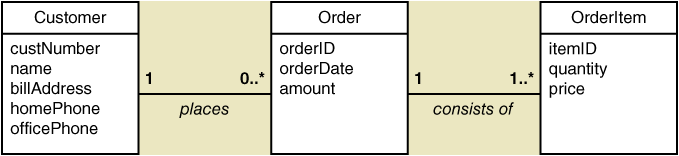 Customer
custNumber
name
billAddress
homePhone
officePhone
1 0..*
places
Order
orderID
orderDate
amount
1 1..*
consists of
OrderItem
itemID
quantity
price